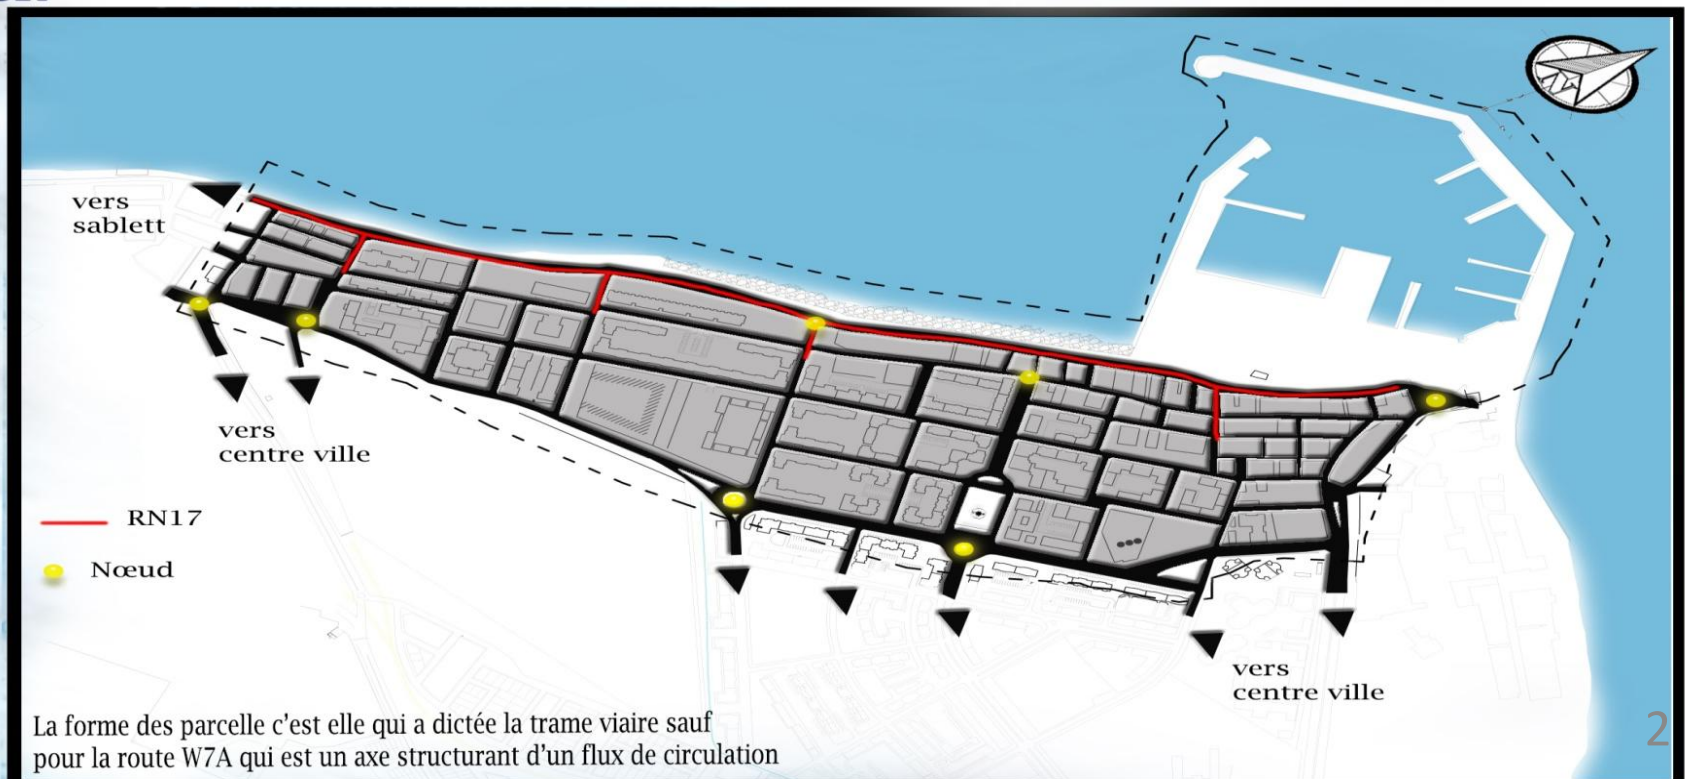 vers
sablett
vers
centre ville
RN17
Nœud
vers
centre ville
La forme des parcelle c'est elle qui a dictée la trame viaire sauf
pour la route W7A qui est un axe structurant d'un flux de circulation
2